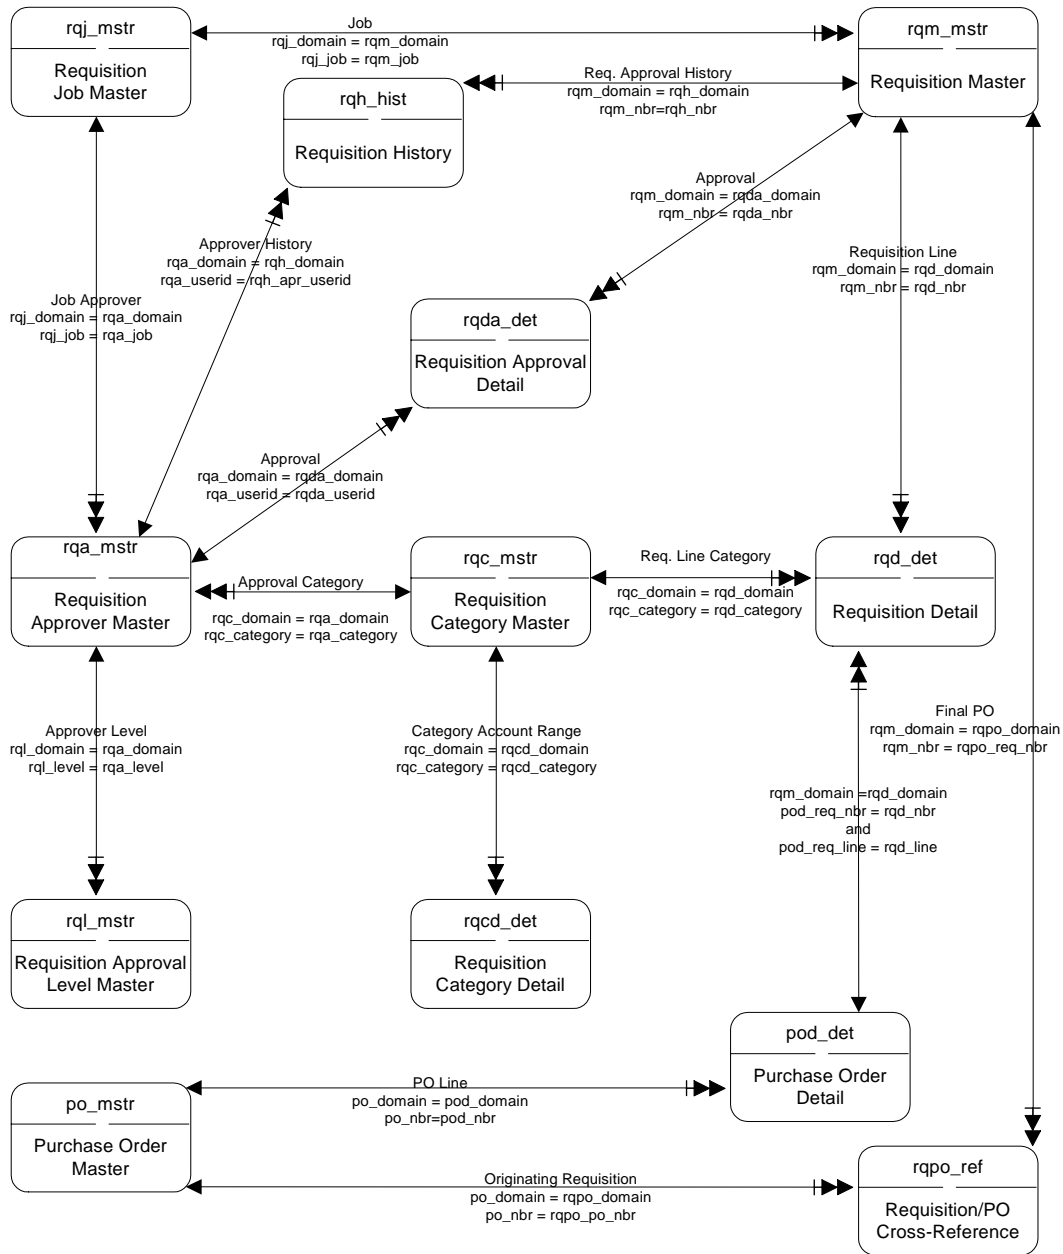 rqj_mstr
Requisition
Job Master
Job
rqj_domain = rqm_domain
rqj_job = rqm_job
rqm_mstr
Requisition Master
Req. Approval History
rqm_domain = rqh_domain
rqm_nbr=rqh_nbr
rqh_hist
Requisition History
Approval
rqm_domain = rqda_domain
rqm_nbr = rqda_nbr
Approver History
rqa_domain = rqh_domain
rqa_userid = rqh_apr_userid
Requisition Line
rqm_domain = rqd_domain
rqm_nbr = rqd_nbr
Job Approver
rqj_domain = rqa_domain
rqj_job = rqa_job
rqda_det
Requisition Approval
Detail
Approval
rqa_domain = rqda_domain
rqa_userid = rqda_userid
rqa_mstr
Requisition
Approver Master
Approval Category
rqc_domain = rqa_domain
rqc_category = rqa_category
rqc_mstr
Requisition
Category Master
Req. Line Category
rqc_domain = rqd_domain
rqc_category = rqd_category
rqd_det
Requisition Detail
Approver Level
rql_domain = rqa_domain
rql_level = rqa_level
Category Account Range
rqc_domain = rqcd_domain
rqc_category = rqcd_category
Final PO
rqm_domain = rqpo_domain
rqm_nbr = rqpo_req_nbr
rqm_domain =rqd_domain
pod_req_nbr = rqd_nbr
and
pod_req_line = rqd_line
rql_mstr
Requisition Approval
Level Master
rqcd_det
Requisition
Category Detail
pod_det
Purchase Order
Detail
PO Line
po_domain = pod_domain
po_nbr=pod_nbr
po_mstr
Purchase Order
Master
Originating Requisition
po_domain = rqpo_domain
po_nbr = rqpo_po_nbr
rqpo_ref
Requisition/PO
Cross-Reference